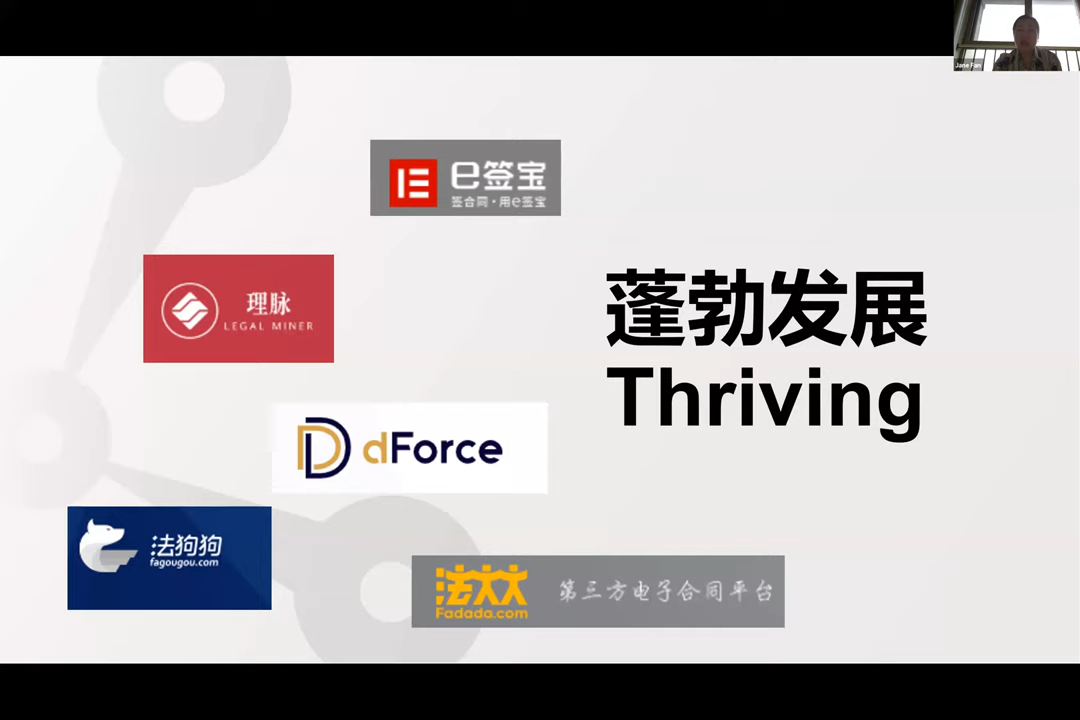 Jane Fan
e签宝
签合同·用e签宝
理脉
LEGAL MINER
蓬勃发展
Thriving
dForce
法狗狗
fagougou.com
法大大
Fadada.com
第三方电子合同平台